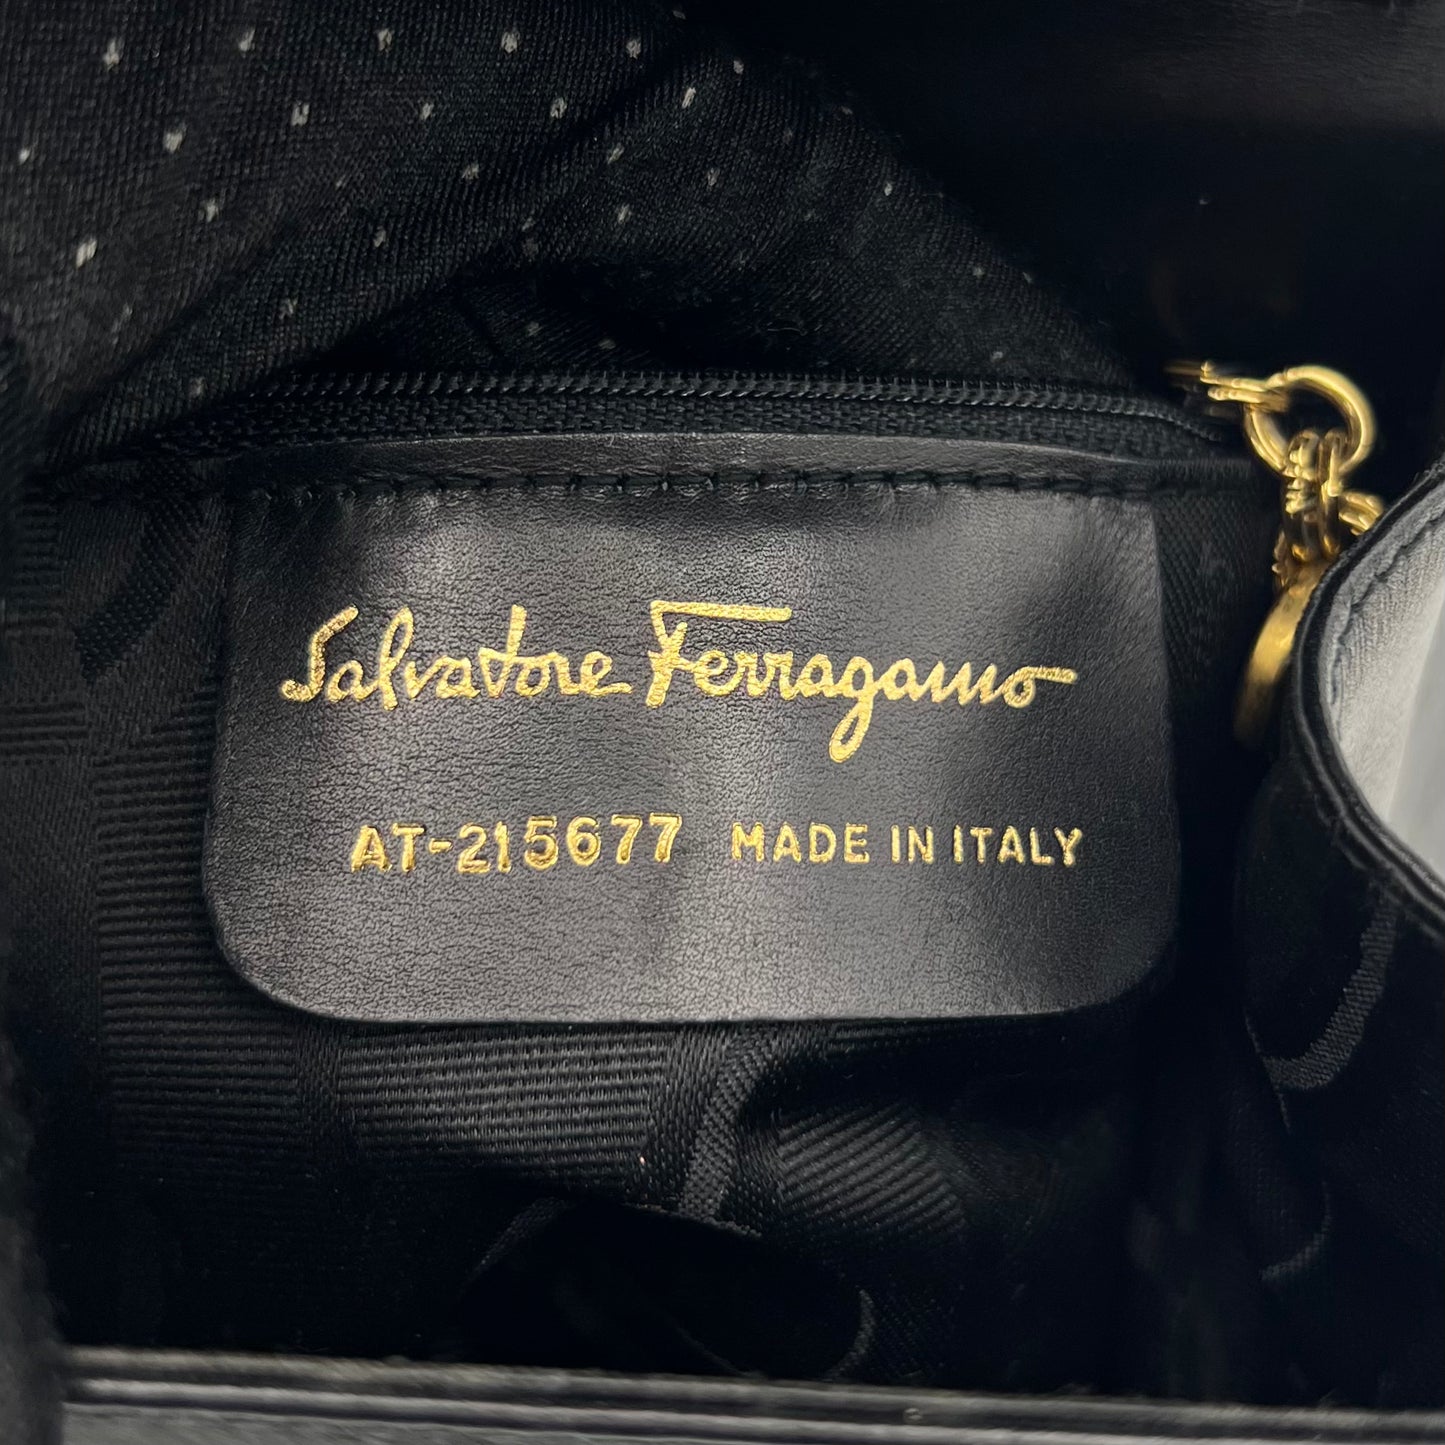 Salvatore Ferragamo
AT-215677 MADE IN ITALY